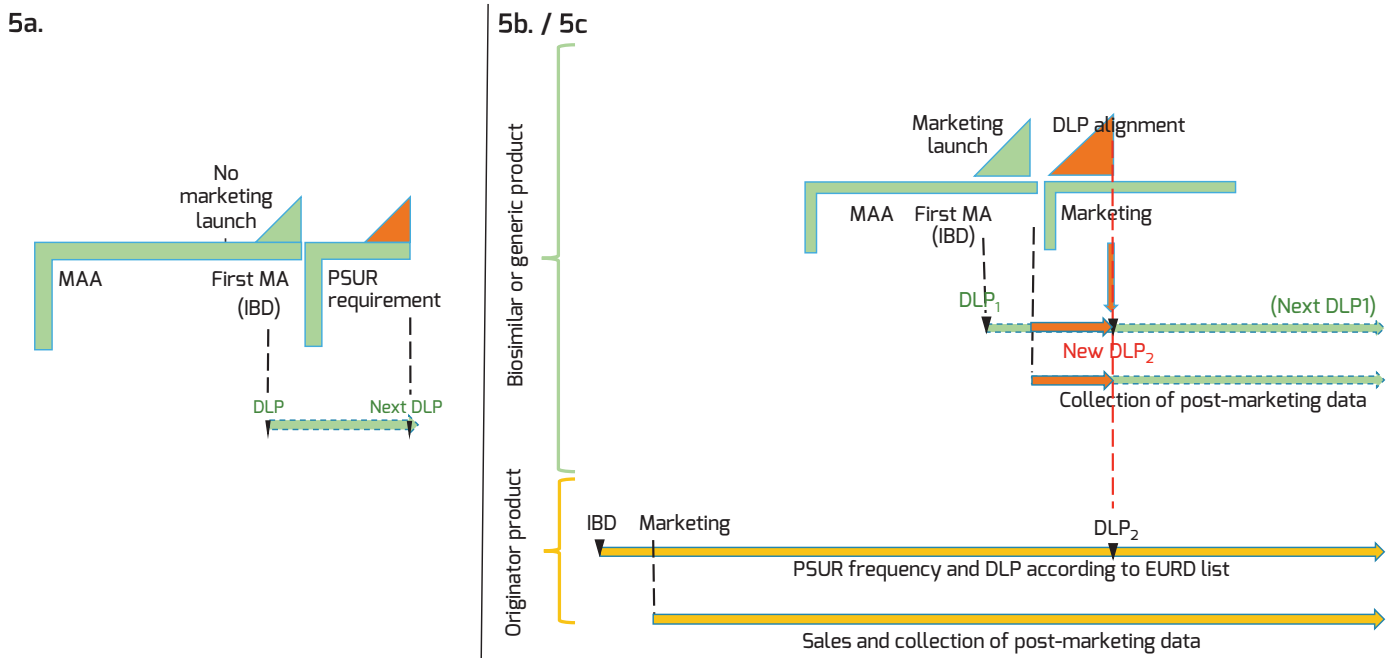 5a.
No
marketing
launch
MAA
First MA
(IBD)
PSUR
requirement
DLP
Next DLP
5b. / 5c
Biosimilar or generic product
Marketing
launch
DLP alignment
MAA
First MA
(IBD)
Marketing
DLP₁
(Next DLP1)
New DLP₂
Collection of post-marketing data
Originator product
IBD
Marketing
DLP₂
PSUR frequency and DLP according to EURD list
Sales and collection of post-marketing data